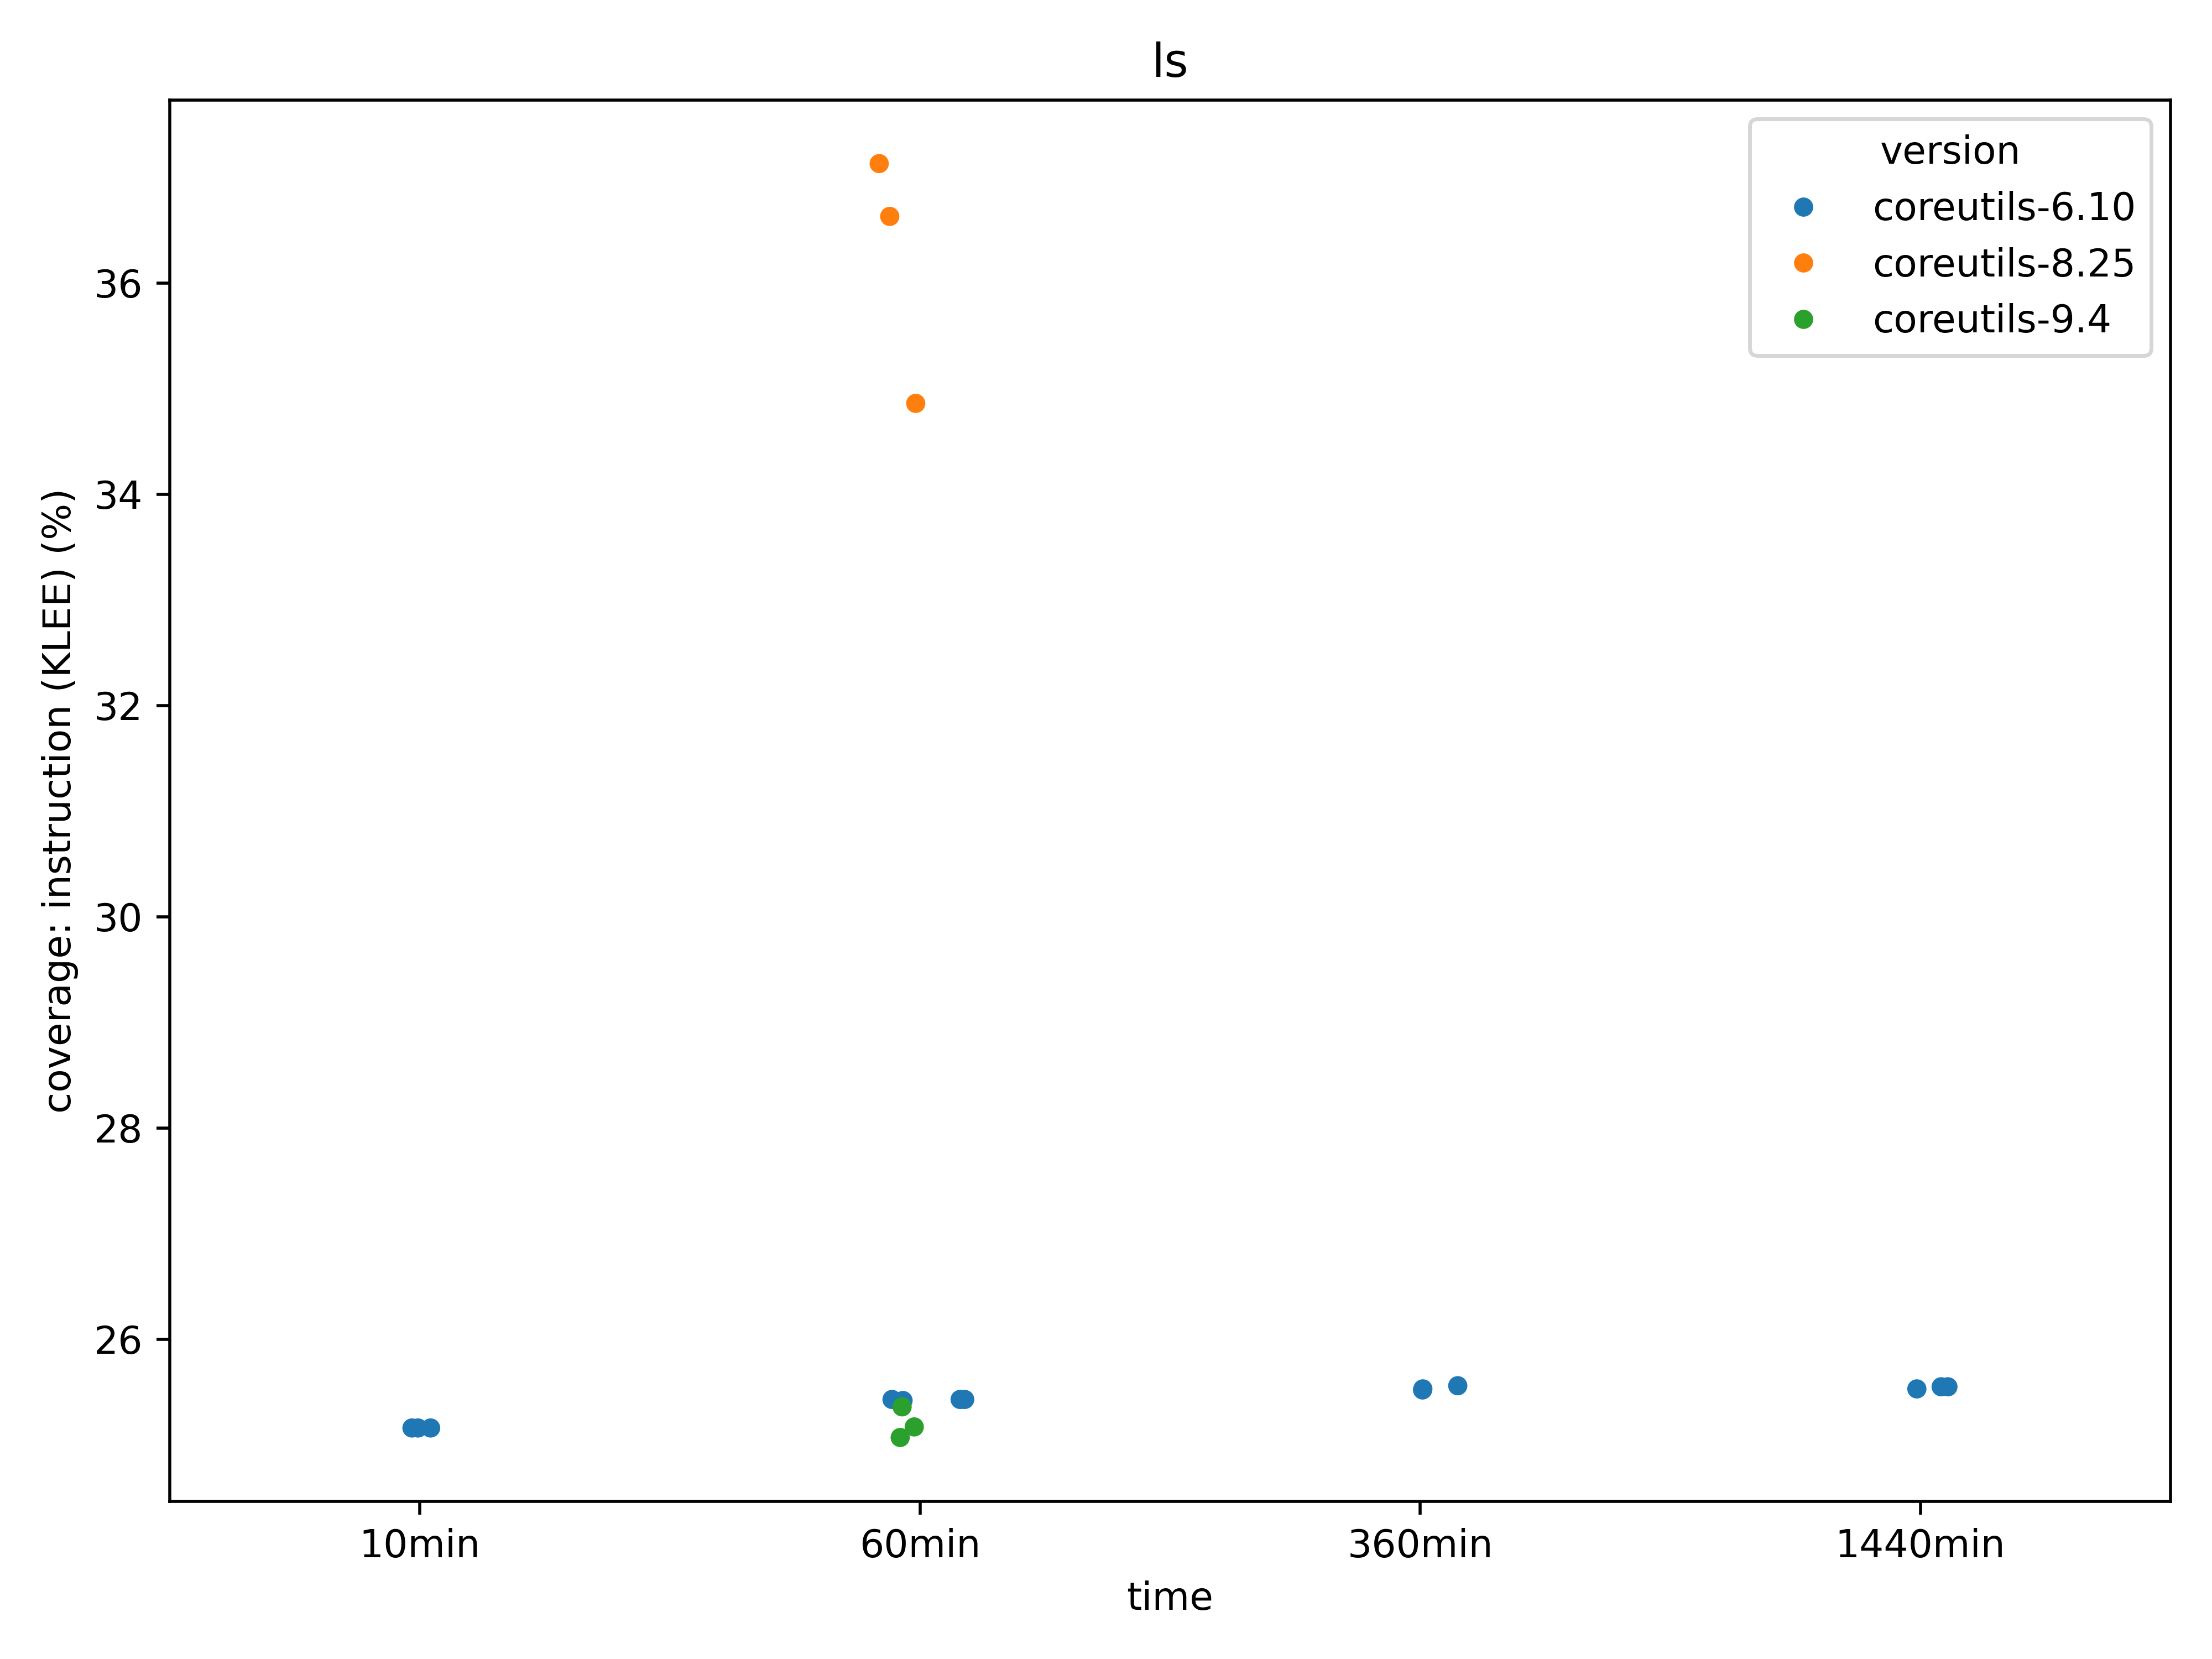 ls
version
coreutils-6.10
coreutils-8.25
coreutils-9.4
coverage: instruction (KLEE) (%)
36
34
32
30
28
26
10min
60min
360min
1440min
time